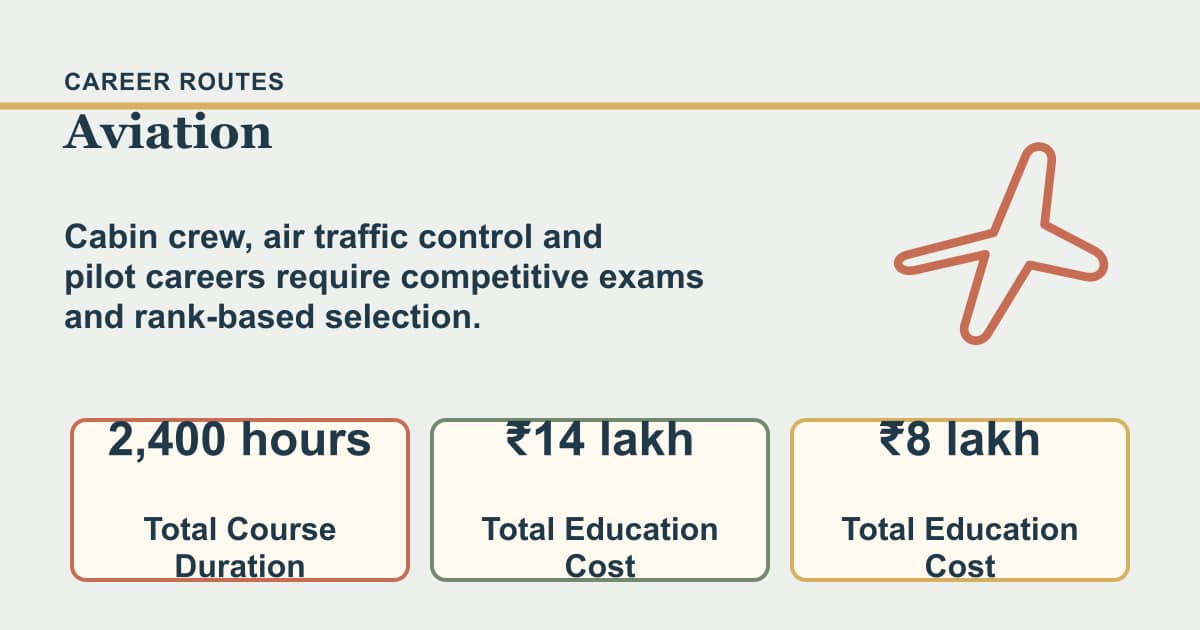 CAREER ROUTES
Aviation
Cabin crew, air traffic control and
pilot careers require competitive exams
and rank-based selection.
2,400 hours
Total Course
Duration
₹14 lakh
Total Education
Cost
₹8 lakh
Total Education
Cost